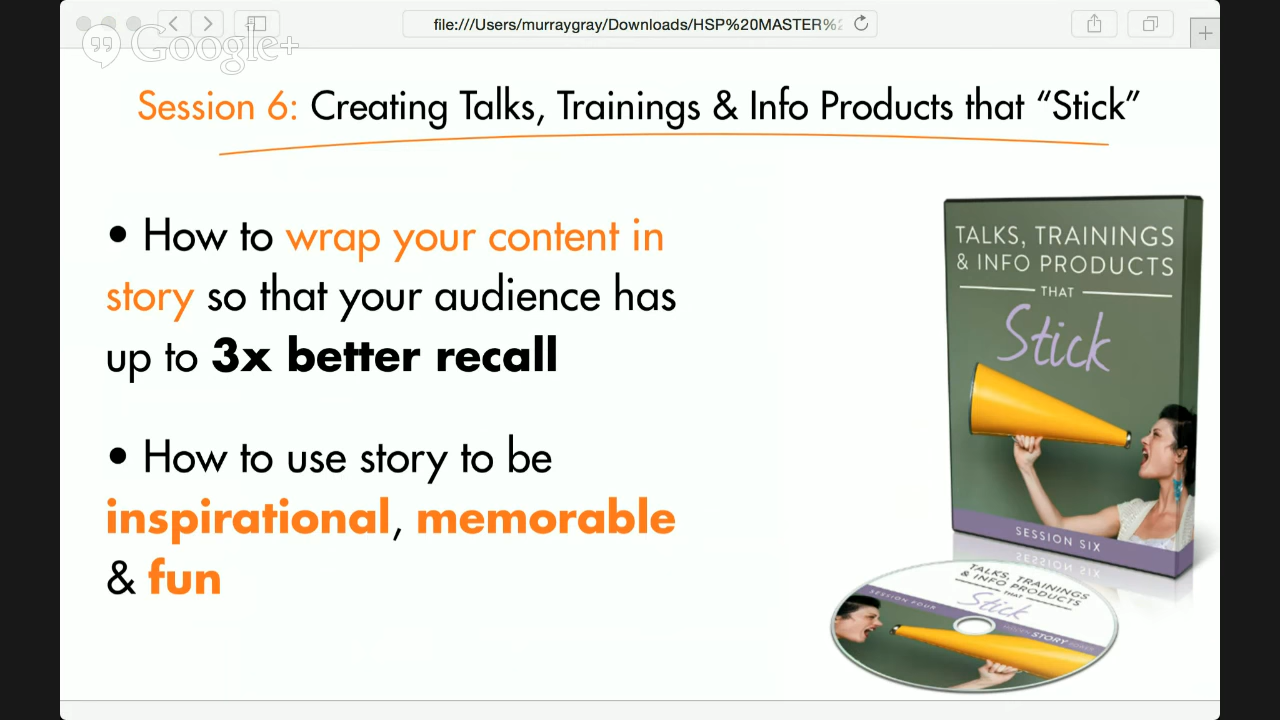 file:///Users/murraygray/Downloads/HSP%20MASTER%2
Google+
Session 6: Creating Talks, Trainings & Info Products that “Stick”
• How to wrap your content in
story so that your audience has
up to 3x better recall
• How to use story to be
inspirational, memorable
& fun
TALKS, TRAININGS
& INFO PRODUCTS
THAT
Stick
SESSION SIX
TALKS, TRAININGS
& INFO PRODUCTS
THAT
Stick
SESSION FOUR
STORY